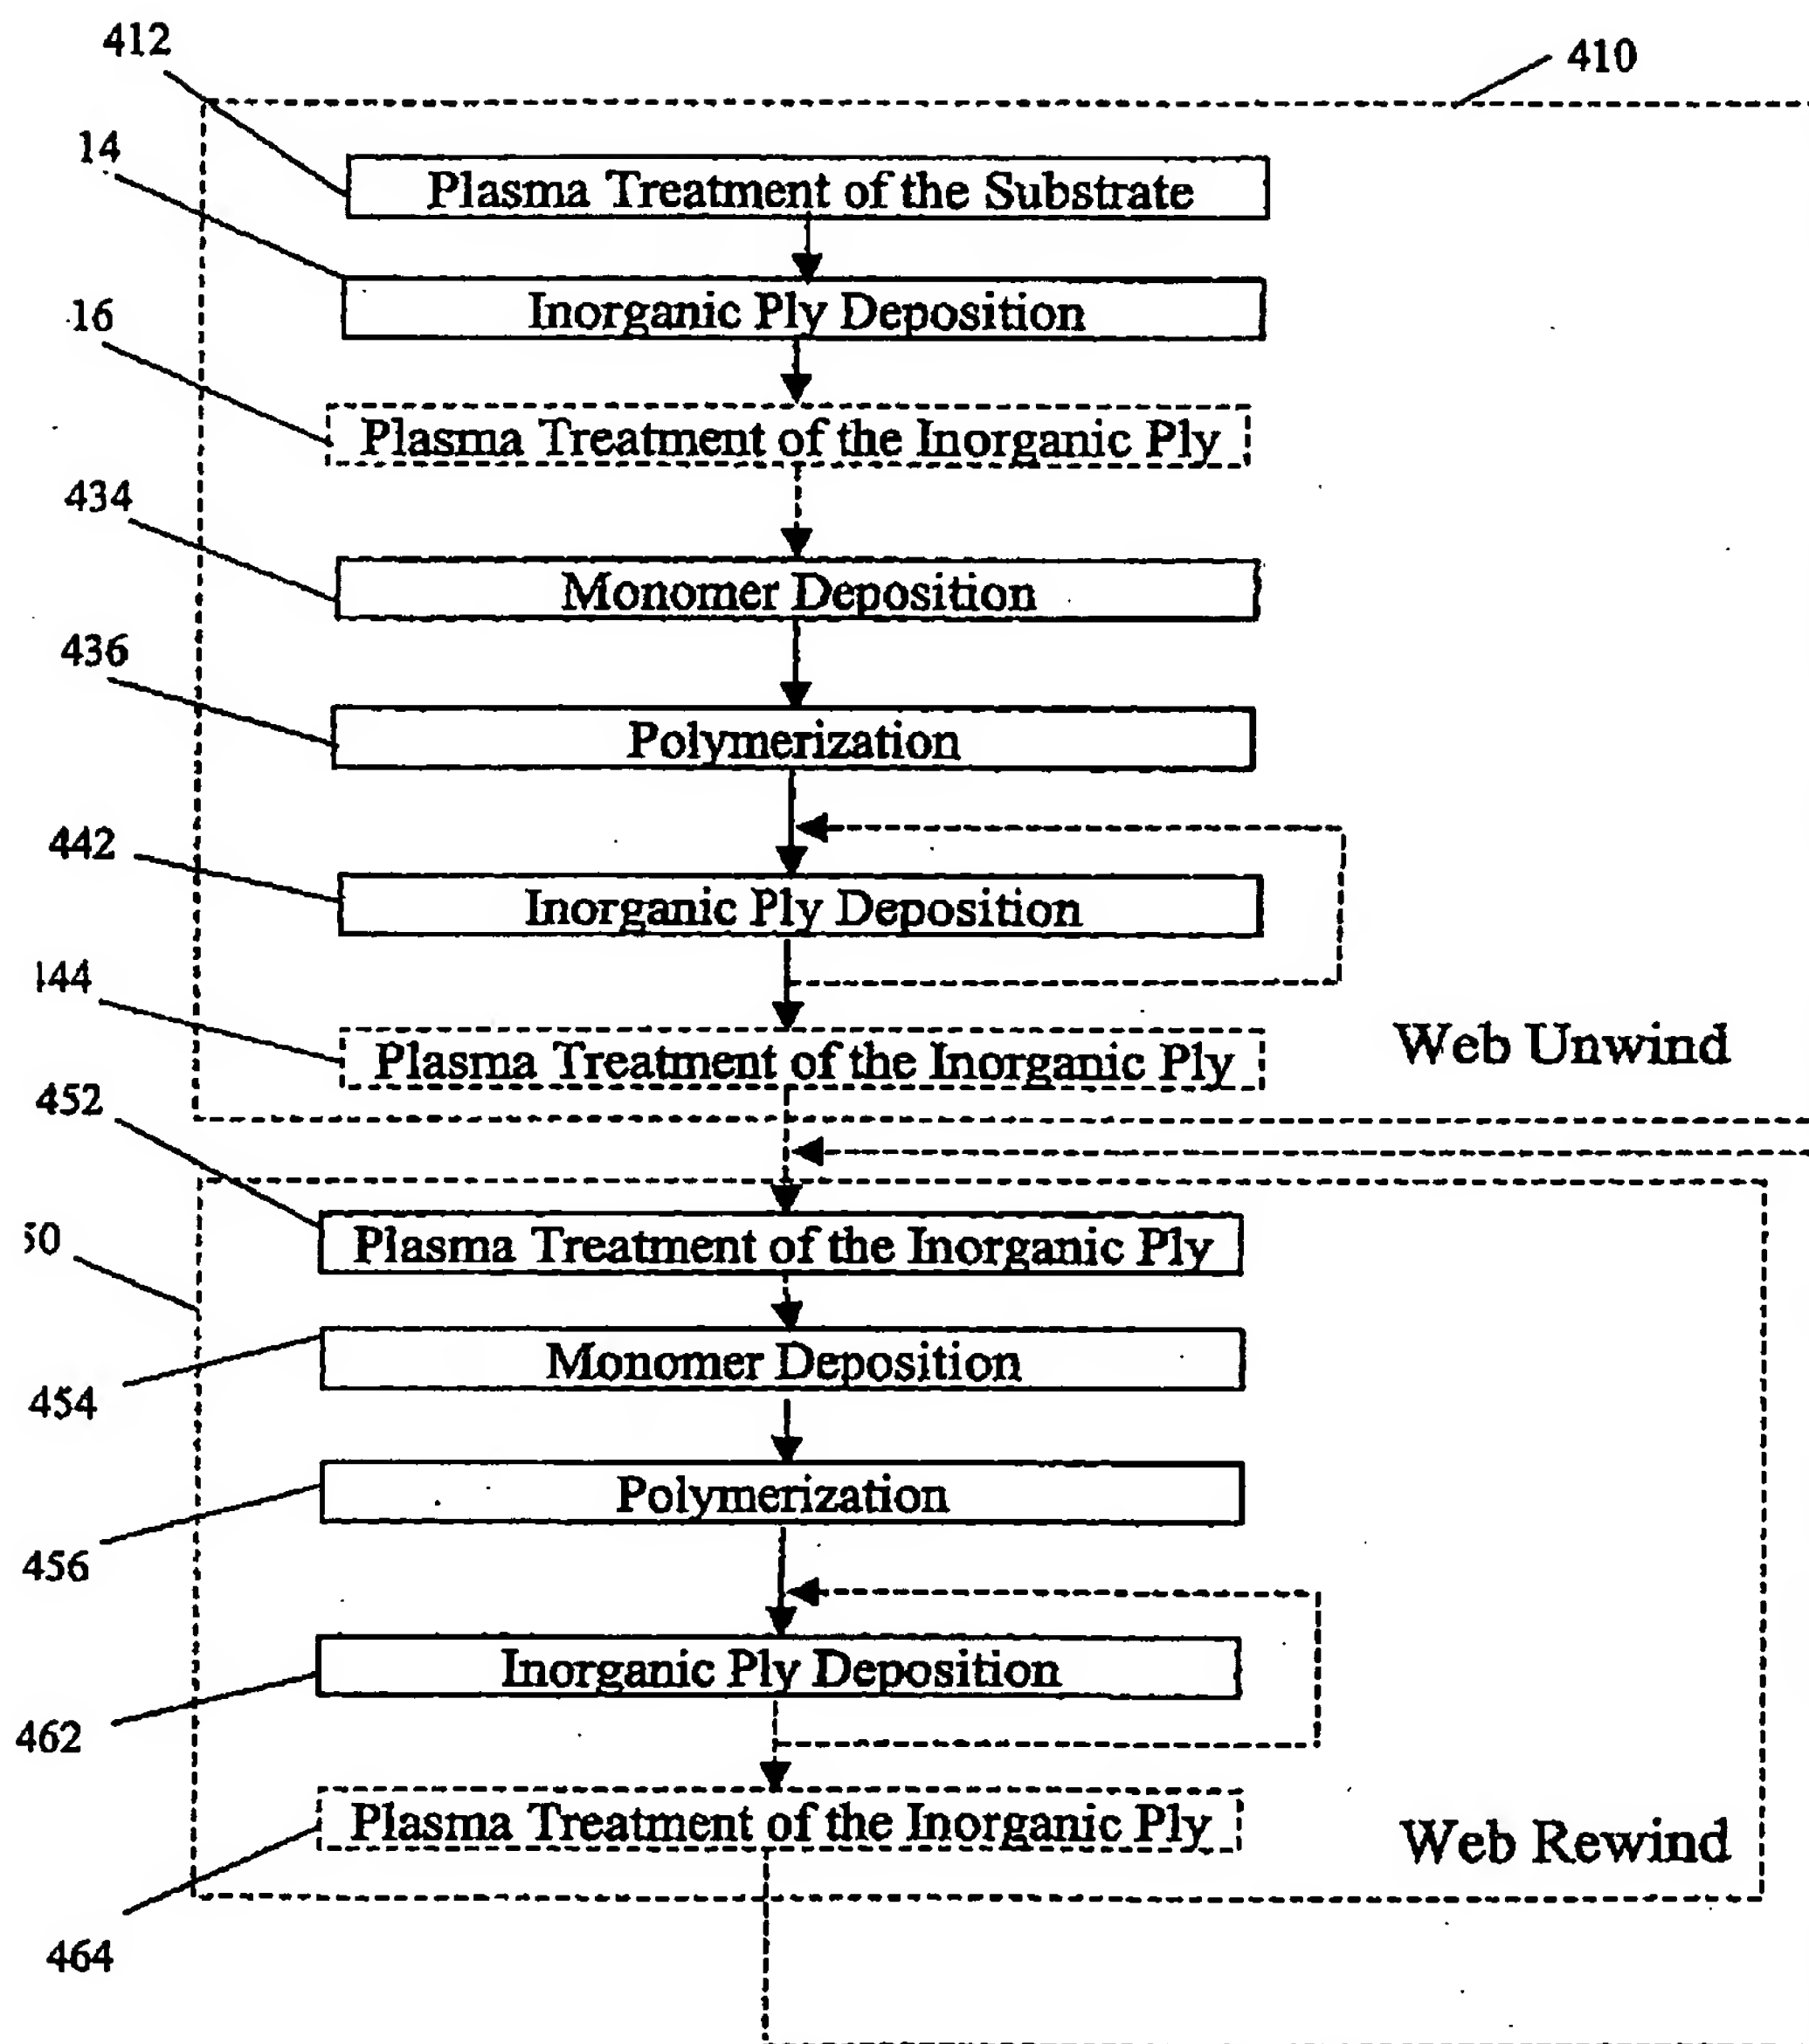 412
410
14
Plasma Treatment of the Substrate
Inorganic Ply Deposition
16
Plasma Treatment of the Inorganic Ply
434
Monomer Deposition
436
Polymerization
442
Inorganic Ply Deposition
144
Plasma Treatment of the Inorganic Ply
Web Unwind
452
50
Plasma Treatment of the Inorganic Ply
Monomer Deposition
454
Polymerization
456
Inorganic Ply Deposition
462
Plasma Treatment of the Inorganic Ply
Web Rewind
464